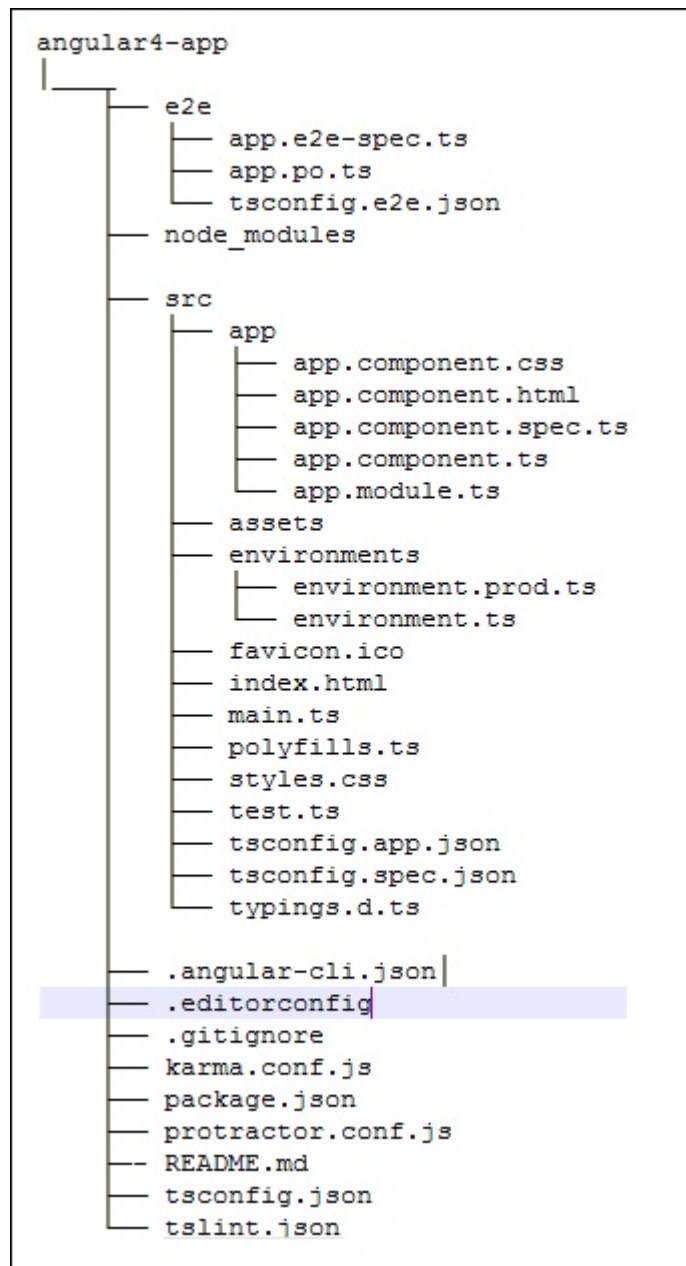 angular4-app
e2e
app.e2e-spec.ts
app.po.ts
tsconfig.e2e.json
node_modules
src
app
app.component.css
app.component.html
app.component.spec.ts
app.component.ts
app.module.ts
assets
environments
environment.prod.ts
environment.ts
favicon.ico
index.html
main.ts
polyfills.ts
styles.css
test.ts
tsconfig.app.json
tsconfig.spec.json
typings.d.ts
.angular-cli.json
.editorconfig
.gitignore
karma.conf.js
package.json
protractor.conf.js
README.md
tsconfig.json
tslint.json